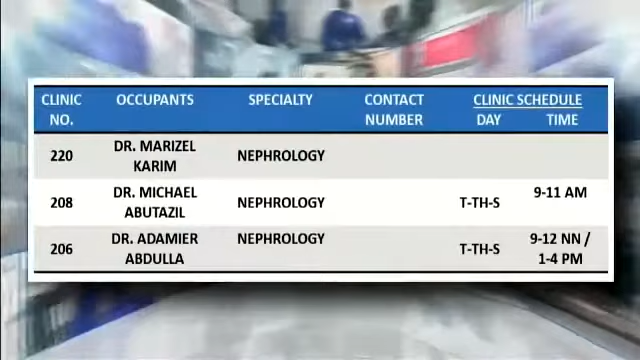 CLINIC NO. OCCUPANTS SPECIALTY CONTACT NUMBER CLINIC SCHEDULE DAY TIME
220 DR. MARIZEL KARIM NEPHROLOGY
208 DR. MICHAEL ABUTAZIL NEPHROLOGY T-TH-S 9-11 AM
206 DR. ADAMIER ABDULLA NEPHROLOGY T-TH-S 9-12 NN / 1-4 PM